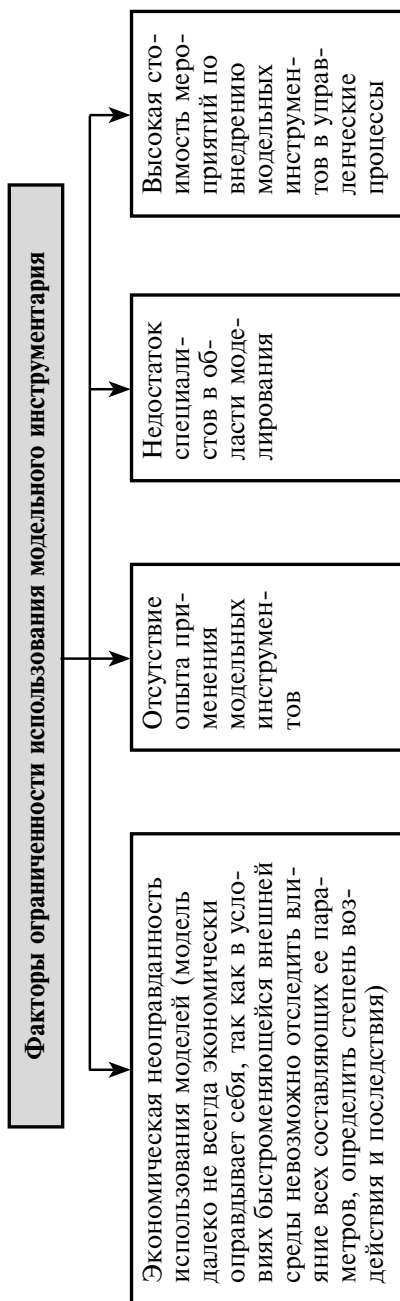 Факторы ограниченности использования модельного инструментария
Экономическая неоправданность
использования моделей (модель
далеко не всегда экономически
оправдывает себя, так как в усло-
виях быстроменяющейся внешней
среды невозможно отследить вли-
яние всех составляющих ее пара-
метров, определить степень воз-
действия и последствия)
Отсутствие
опыта при-
менения
модельных
инструмен-
тов
Недостаток
специали-
стов в об-
ласти моде-
лирования
Высокая сто-
имость меро-
приятий по
внедрению
модельных
инструмен-
тов в управ-
ленческие
процессы